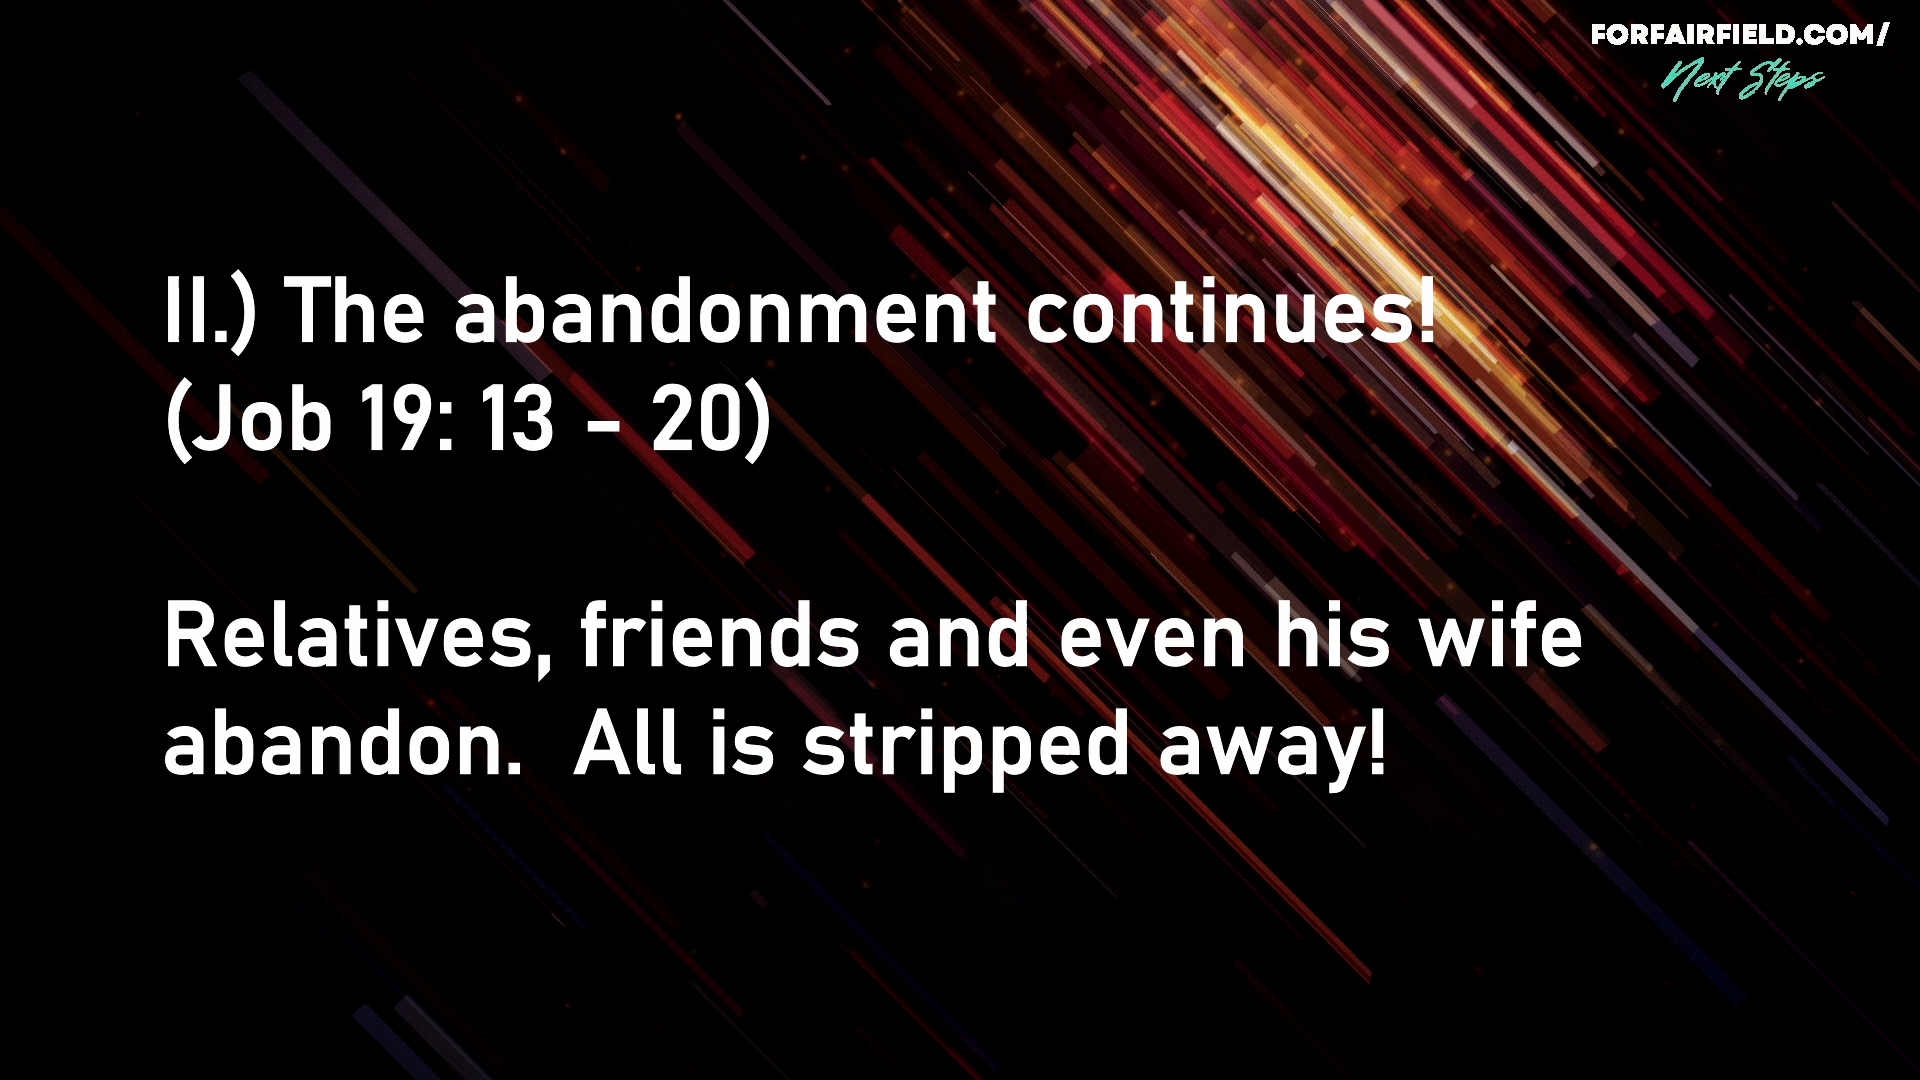 FORFAIRFIELD.COM/
Next Steps
II.) The abandonment continues!
(Job 19: 13 - 20)
Relatives, friends and even his wife
abandon.  All is stripped away!